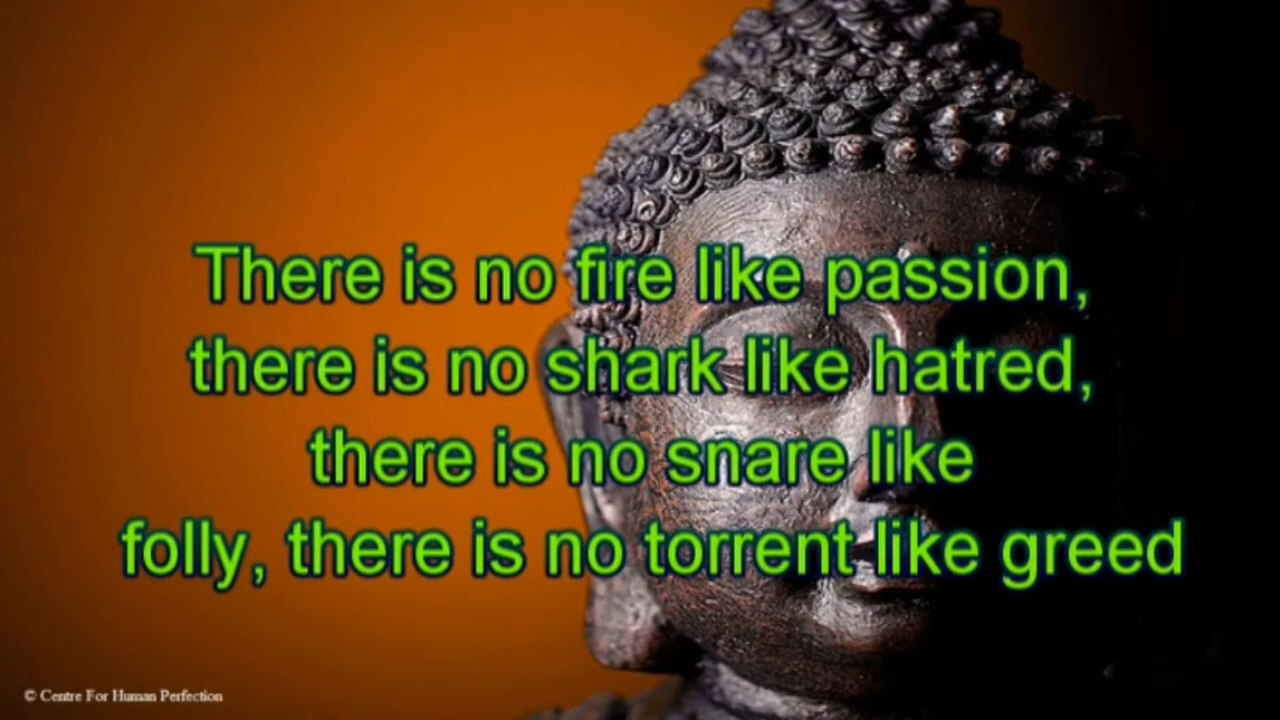 There is no fire like passion,
there is no shark like hatred,
there is no snare like
folly, there is no torrent like greed
© Centre For Human Perfection